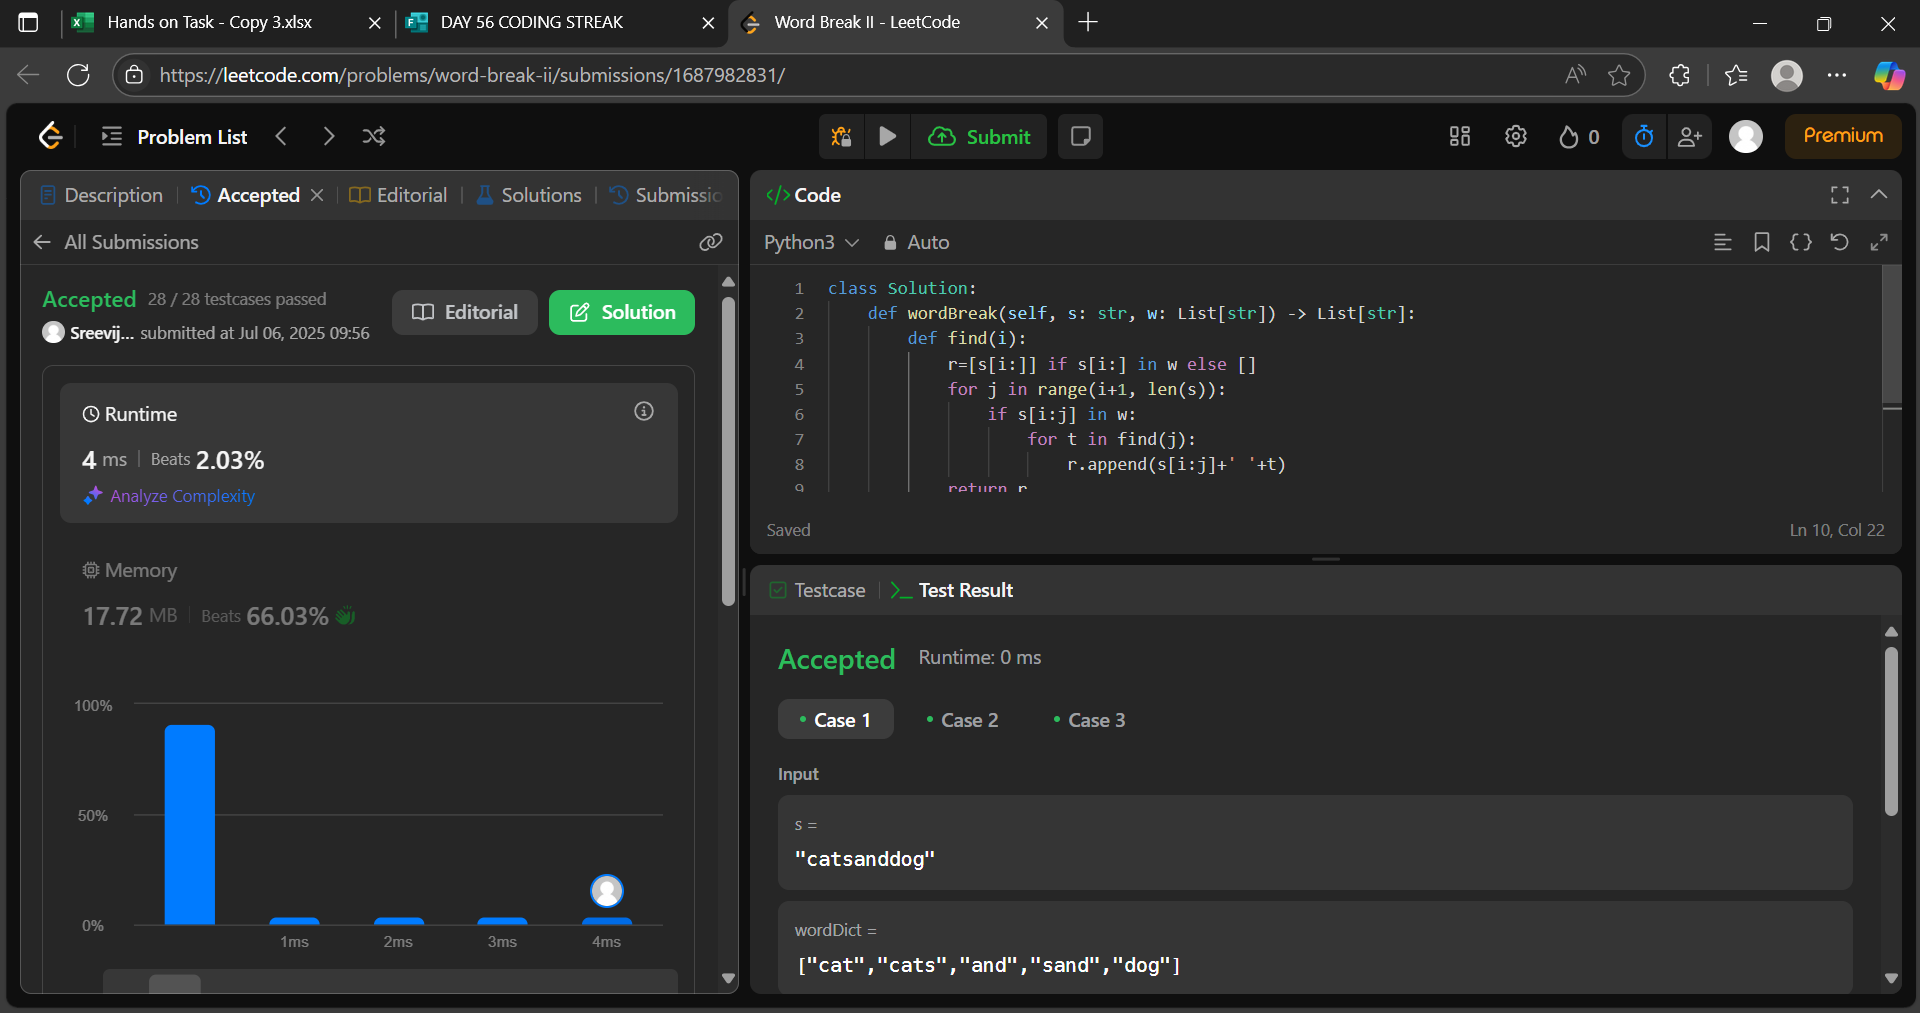 Hands on Task - Copy 3.xlsx
DAY 56 CODING STREAK
Word Break II - LeetCode
https://leetcode.com/problems/word-break-ii/submissions/1687982831/
Problem List
Submit
0
Premium
Description
Accepted
Editorial
Solutions
Submissio
All Submissions
Accepted 28 / 28 testcases passed
Sreevij... submitted at Jul 06, 2025 09:56
Editorial
Solution
Runtime
4 ms Beats 2.03%
Analyze Complexity
Memory
17.72 MB Beats 66.03%
100%
50%
0%
1ms 2ms 3ms 4ms
</> Code
Python3 Auto
1 class Solution:
2 def wordBreak(self, s: str, w: List[str]) -> List[str]:
3 def find(i):
4 r=[s[i:]] if s[i:] in w else []
5 for j in range(i+1, len(s)):
6 if s[i:j] in w:
7 for t in find(j):
8 r.append(s[i:j]+' '+t)
9 return r
Saved
Ln 10, Col 22
Testcase
Test Result
Accepted Runtime: 0 ms
Case 1
Case 2
Case 3
Input
s =
"catsanddog"
wordDict =
["cat","cats","and","sand","dog"]